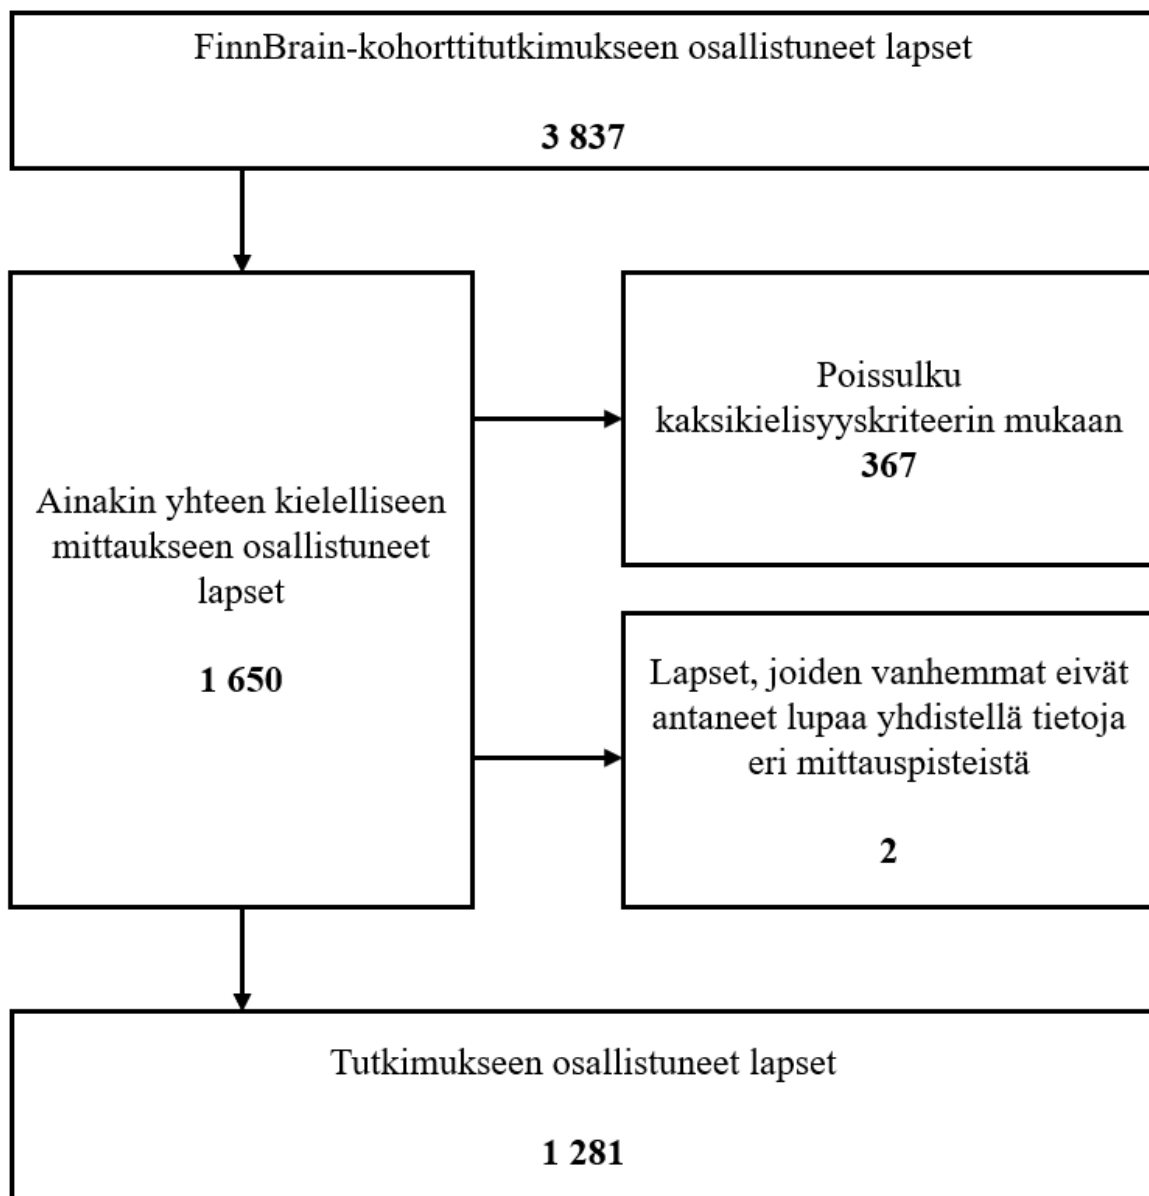 FinnBrain-kohorttitutkimukseen osallistuneet lapset
3 837
Ainakin yhteen kielelliseen
mittaukseen osallistuneet
lapset
1 650
Poissulku
kaksikielisyyskriteerin mukaan
367
Lapset, joiden vanhemmat eivät
antaneet lupaa yhdistellä tietoja
eri mittauspisteistä
2
Tutkimukseen osallistuneet lapset
1 281